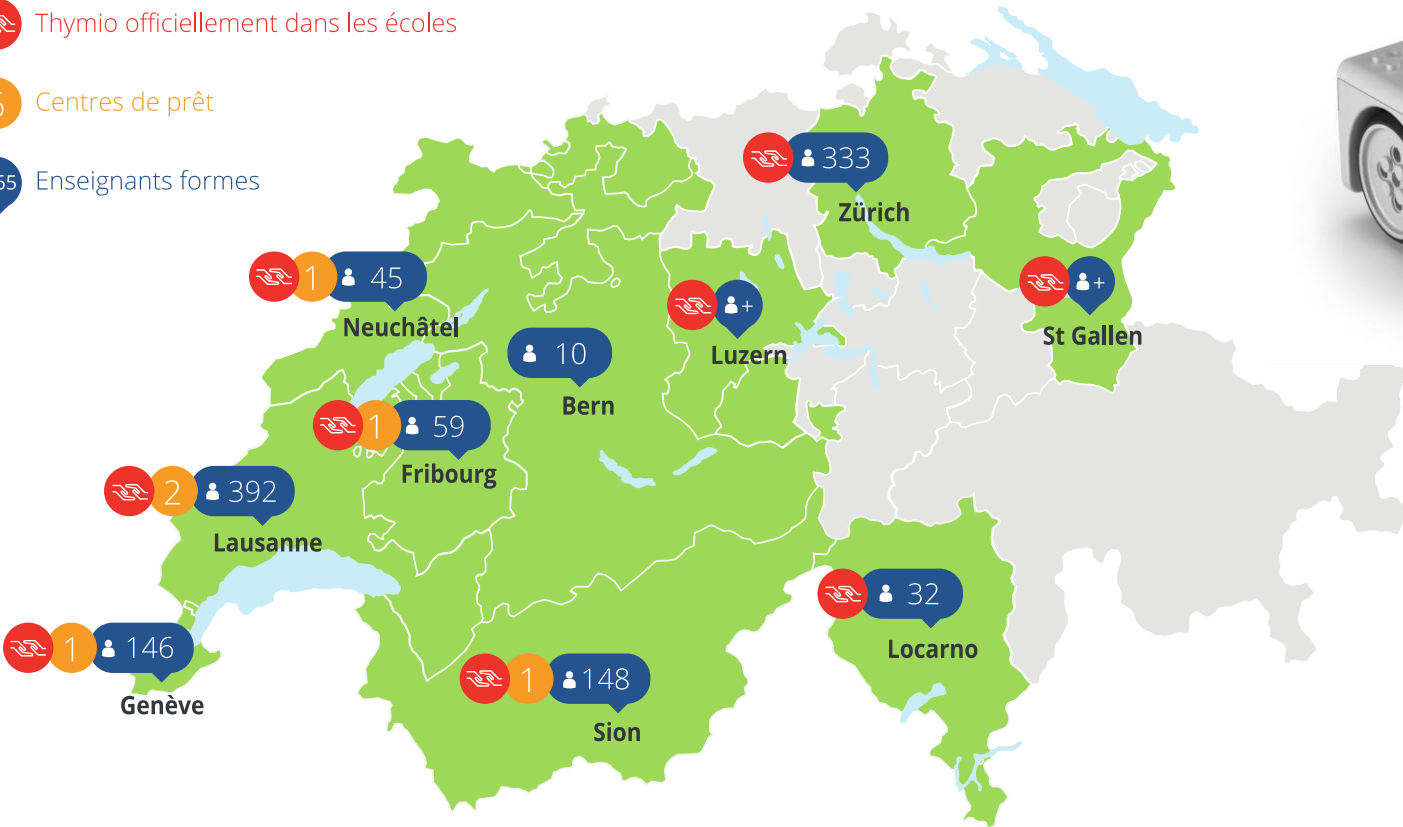 Thymio officiellement dans les écoles
Centres de prêt
Enseignants formes
333
Zürich
1 45
Neuchâtel
+
Luzern
+
St Gallen
10
Bern
1 59
Fribourg
2 392
Lausanne
32
Locarno
1 146
Genève
1 148
Sion